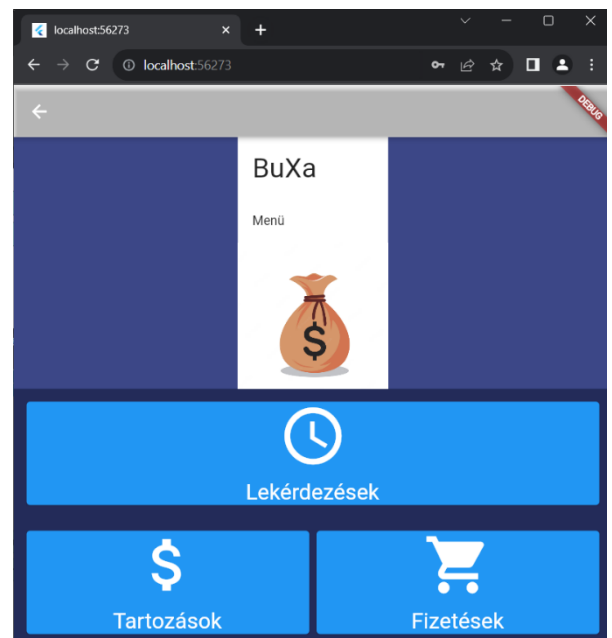 localhost:56273
localhost:56273
DEBUG
BuXa
Menü
$
Lekérdezések
$
Tartozások
Fizetések